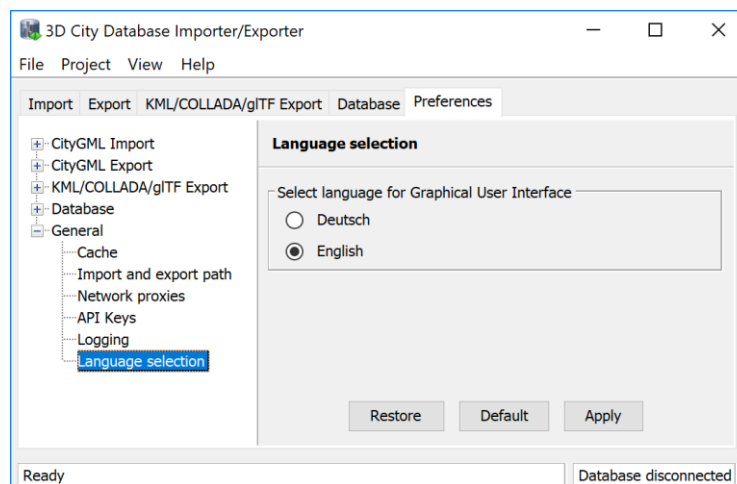 3D City Database Importer/Exporter
File Project View Help
Import Export KML/COLLADA/glTF Export Database Preferences
CityGML Import
CityGML Export
KML/COLLADA/glTF Export
Database
General
Cache
Import and export path
Network proxies
API Keys
Logging
Language selection
Language selection
Select language for Graphical User Interface
Deutsch
English
Restore Default Apply
Ready Database disconnected